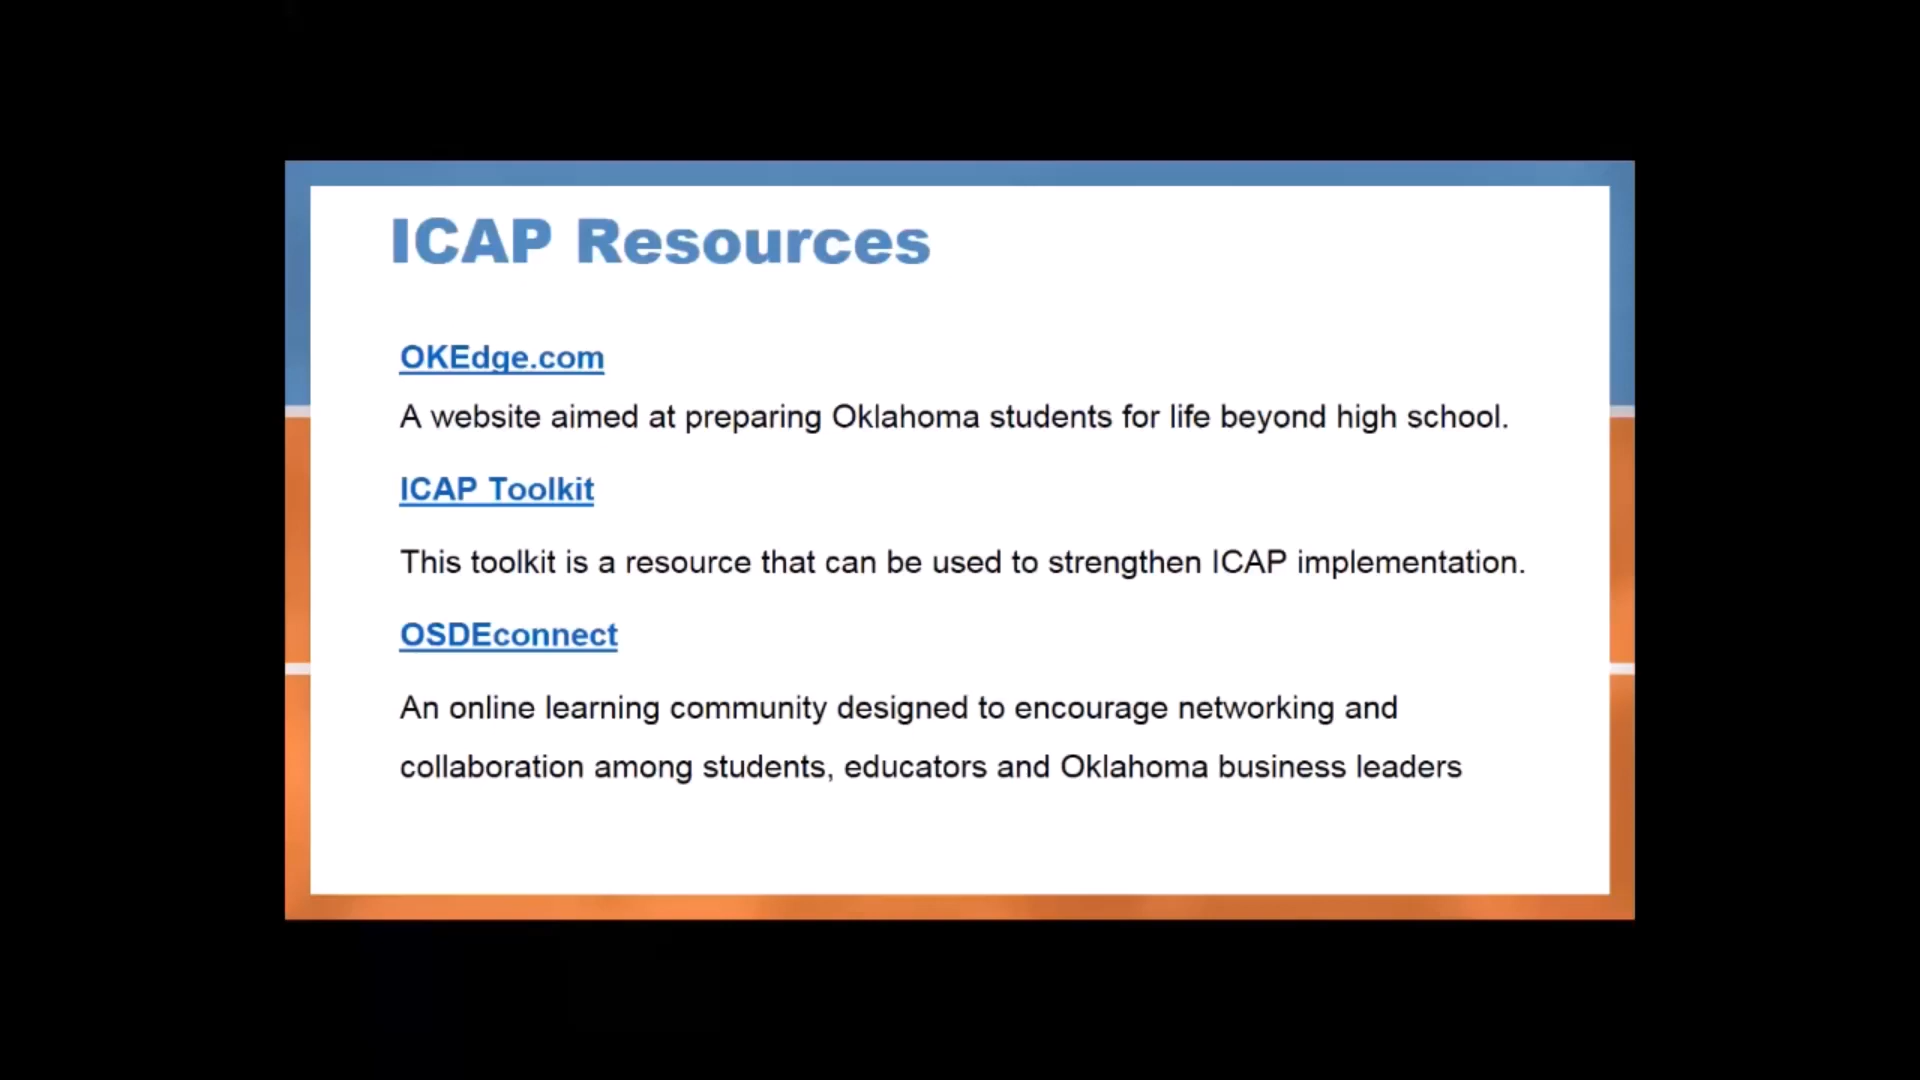 ICAP Resources
OKEdge.com
A website aimed at preparing Oklahoma students for life beyond high school.
ICAP Toolkit
This toolkit is a resource that can be used to strengthen ICAP implementation.
OSDEconnect
An online learning community designed to encourage networking and
collaboration among students, educators and Oklahoma business leaders